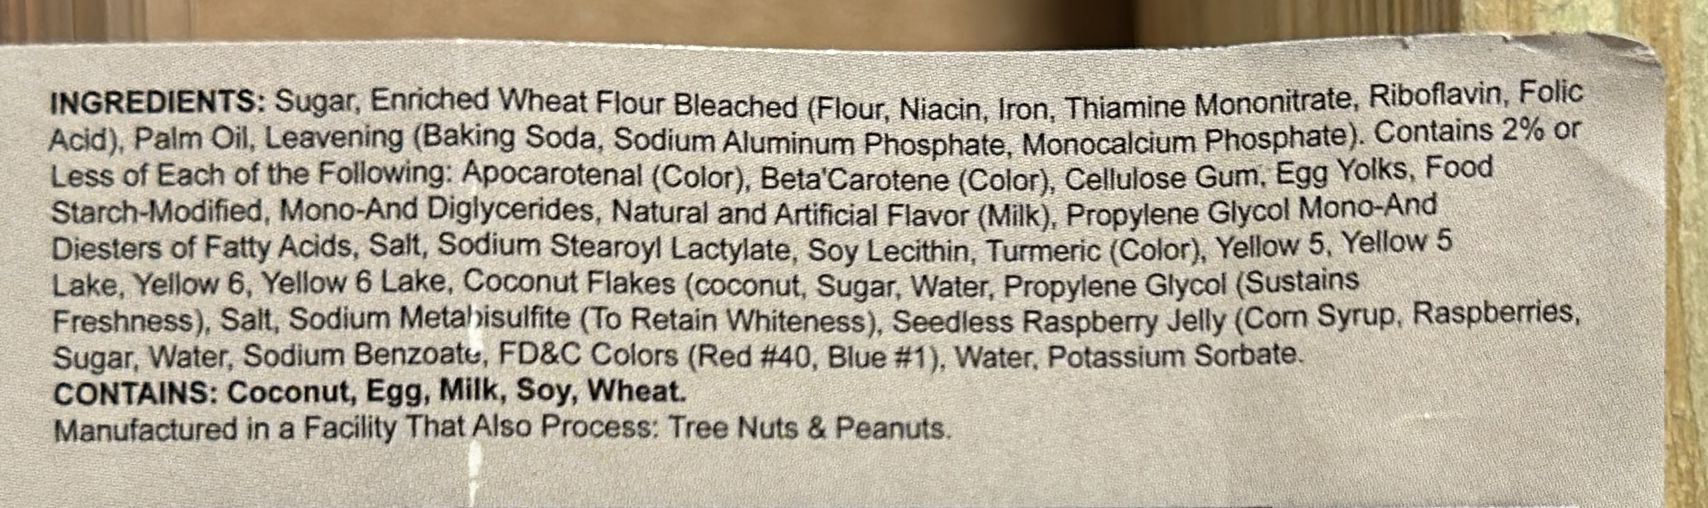 INGREDIENTS: Sugar, Enriched Wheat Flour Bleached (Flour, Niacin, Iron, Thiamine Mononitrate, Riboflavin, Folic
Acid), Palm Oil, Leavening (Baking Soda, Sodium Aluminum Phosphate, Monocalcium Phosphate). Contains 2% or
Less of Each of the Following: Apocarotenal (Color), Beta'Carotene (Color), Cellulose Gum, Egg Yolks, Food
Starch-Modified, Mono-And Diglycerides, Natural and Artificial Flavor (Milk), Propylene Glycol Mono-And
Diesters of Fatty Acids, Salt, Sodium Stearoyl Lactylate, Soy Lecithin, Turmeric (Color), Yellow 5, Yellow 5
Lake, Yellow 6, Yellow 6 Lake, Coconut Flakes (coconut, Sugar, Water, Propylene Glycol (Sustains
Freshness), Salt, Sodium Metabisulfite (To Retain Whiteness), Seedless Raspberry Jelly (Corn Syrup, Raspberries,
Sugar, Water, Sodium Benzoate, FD&C Colors (Red #40, Blue #1), Water, Potassium Sorbate.
CONTAINS: Coconut, Egg, Milk, Soy, Wheat.
Manufactured in a Facility That Also Process: Tree Nuts & Peanuts.